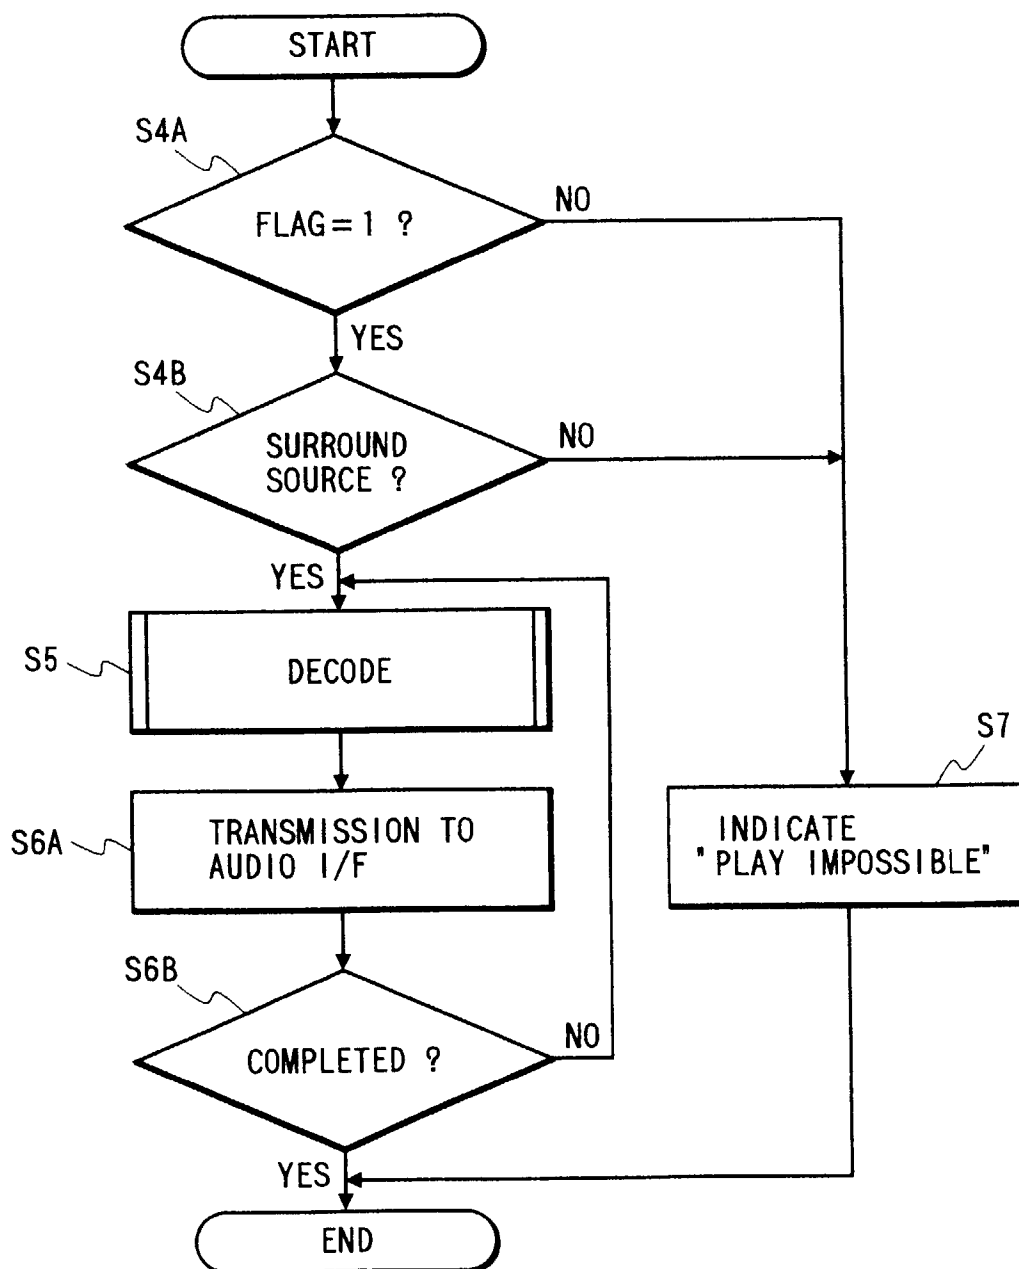 START
S4A
FLAG=1 ?
NO
YES
S4B
SURROUND
SOURCE ?
NO
YES
S5
DECODE
S7
S6A
TRANSMISSION TO
AUDIO I/F
INDICATE
"PLAY IMPOSSIBLE"
S6B
COMPLETED ?
NO
YES
END